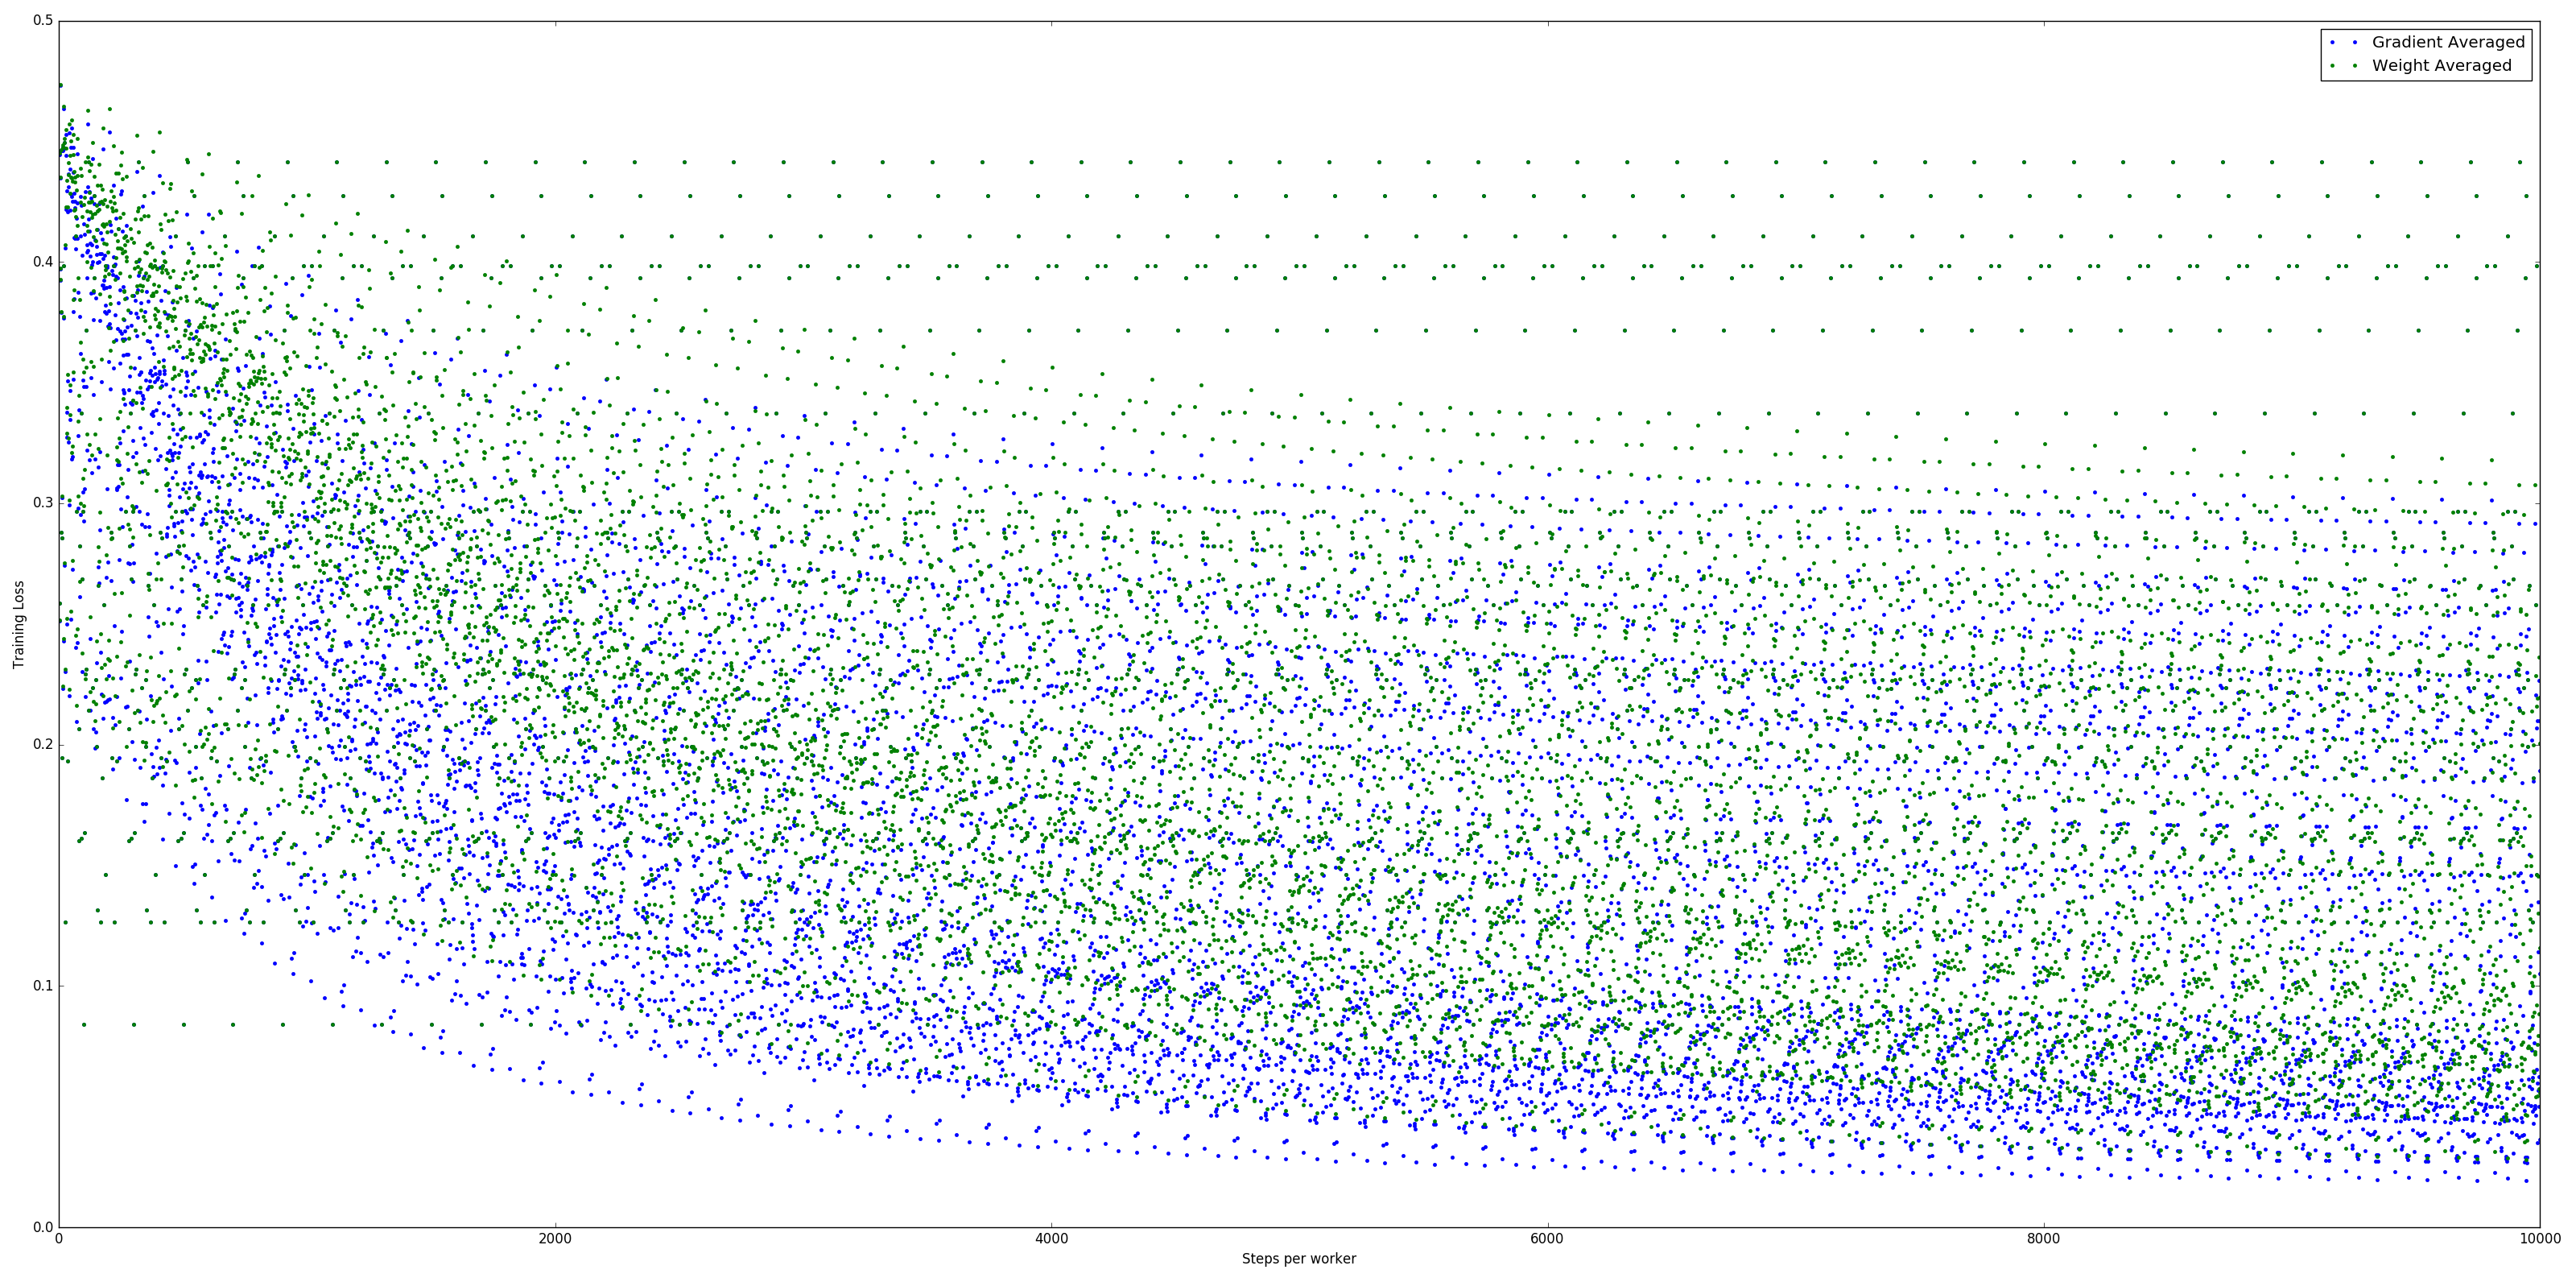 0.5
0.4
0.3
0.2
0.1
0.0
Training Loss
Gradient Averaged
Weight Averaged
0 2000 4000 6000 8000 10000
Steps per worker